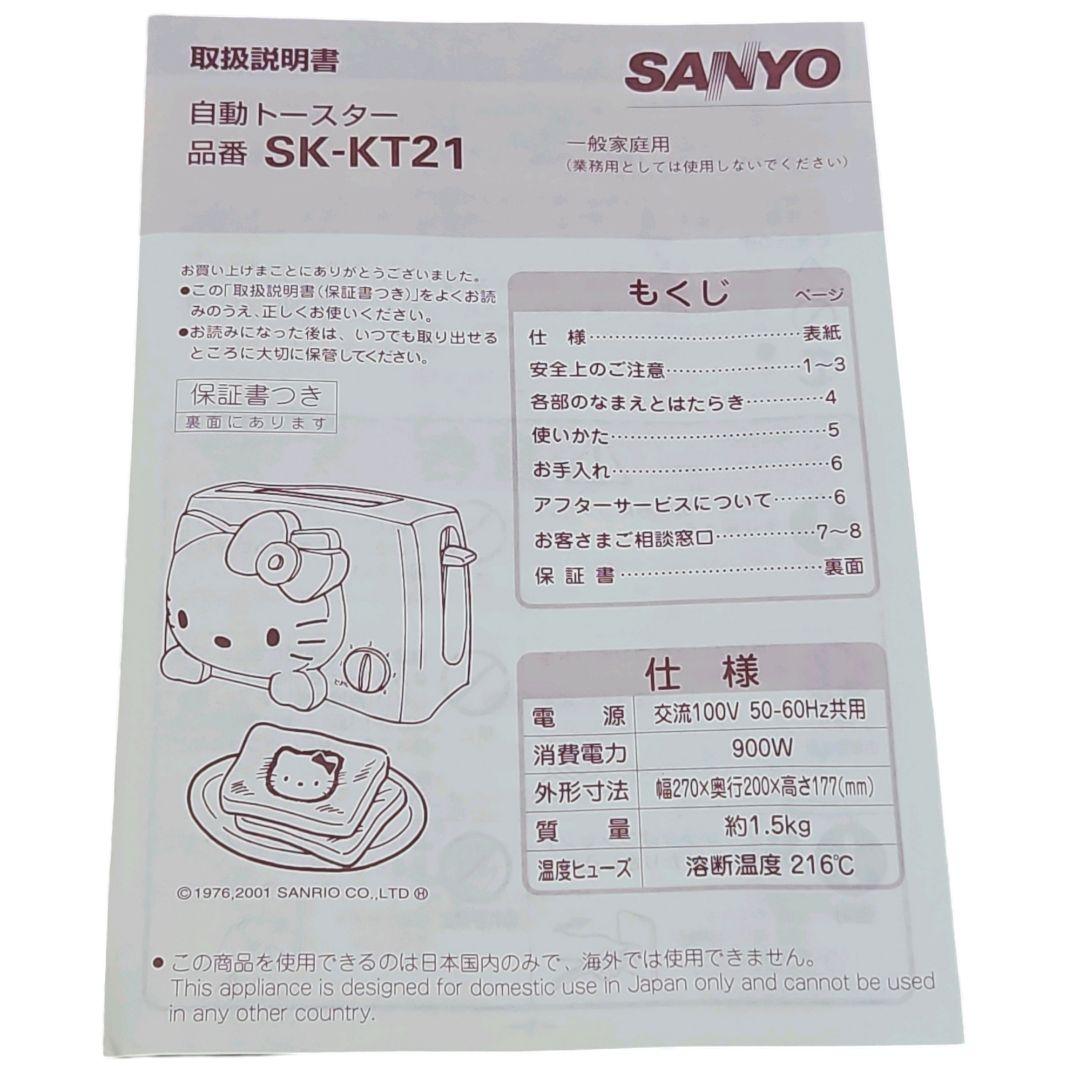 取扱説明書
SANYO
自動トースター
品番 SK-KT21
一般家庭用
(業務用としては使用しないでください)
お買い上げまことにありがとうございました。
●この「取扱説明書(保証書つき)」をよくお読
みのうえ、正しくお使いください。
●お読みになった後は、いつでも取り出せる
ところに大切に保管してください。
保証書つき
裏面にあります
もくじ ページ
仕 様……………………………表紙
安全上のご注意…………………1〜3
各部のなまえとはたらき…………4
使いかた……………………………5
お手入れ……………………………6
アフターサービスについて………6
お客さまご相談窓口……………7〜8
保 証 書…………………………裏面
©1976,2001 SANRIO CO.,LTD Ⓗ
仕 様
電 源 交流100V 50-60Hz共用
消費電力 900W
外形寸法 幅270×奥行200×高さ177(mm)
質 量 約1.5kg
温度ヒューズ 溶断温度 216℃
● この商品を使用できるのは日本国内のみで、海外では使用できません。
This appliance is designed for domestic use in Japan only and cannot be used
in any other country.